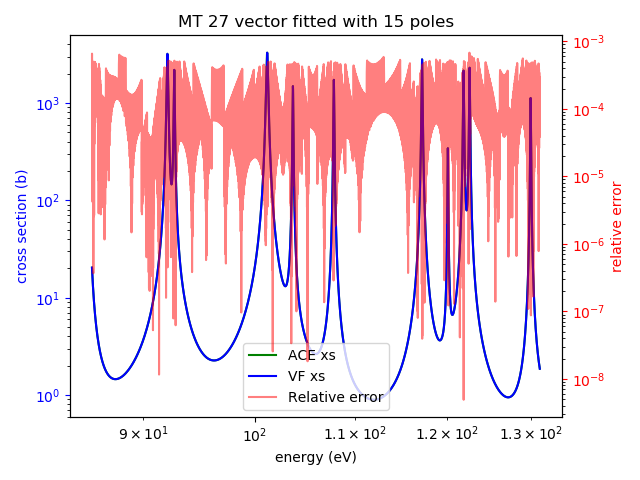 MT 27 vector fitted with 15 poles
cross section (b)
10³
10²
10¹
10⁰
10⁻³
10⁻⁴
10⁻⁵
10⁻⁶
10⁻⁷
10⁻⁸
relative error
ACE xs
VF xs
Relative error
9 × 10¹
10²
1.1 × 10²
1.2 × 10²
1.3 × 10²
energy (eV)